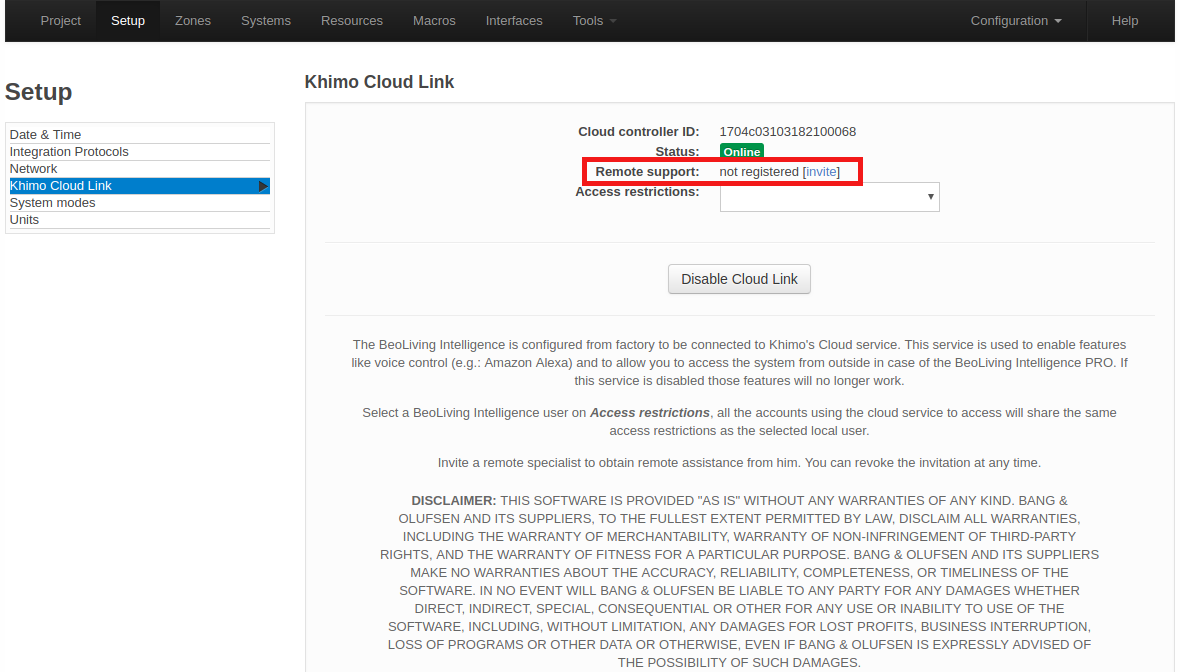 Project Setup Zones Systems Resources Macros Interfaces Tools Configuration Help
Setup
Date & Time
Integration Protocols
Network
Khimo Cloud Link
System modes
Units
Khimo Cloud Link
Cloud controller ID: 1704c03103182100068
Status: Online
Remote support: not registered [invite]
Access restrictions:
Disable Cloud Link
The BeoLiving Intelligence is configured from factory to be connected to Khimo's Cloud service. This service is used to enable features
like voice control (e.g.: Amazon Alexa) and to allow you to access the system from outside in case of the BeoLiving Intelligence PRO. If
this service is disabled those features will no longer work.
Select a BeoLiving Intelligence user on Access restrictions, all the accounts using the cloud service to access will share the same
access restrictions as the selected local user.
Invite a remote specialist to obtain remote assistance from him. You can revoke the invitation at any time.
DISCLAIMER: THIS SOFTWARE IS PROVIDED "AS IS" WITHOUT ANY WARRANTIES OF ANY KIND. BANG &
OLUFSEN AND ITS SUPPLIERS, TO THE FULLEST EXTENT PERMITTED BY LAW, DISCLAIM ALL WARRANTIES,
INCLUDING THE WARRANTY OF MERCHANTABILITY, WARRANTY OF NON-INFRINGEMENT OF THIRD-PARTY
RIGHTS, AND THE WARRANTY OF FITNESS FOR A PARTICULAR PURPOSE. BANG & OLUFSEN AND ITS SUPPLIERS
MAKE NO WARRANTIES ABOUT THE ACCURACY, RELIABILITY, COMPLETENESS, OR TIMELINESS OF THE
SOFTWARE. IN NO EVENT WILL BANG & OLUFSEN BE LIABLE TO ANY PARTY FOR ANY DAMAGES WHETHER
DIRECT, INDIRECT, SPECIAL, CONSEQUENTIAL OR OTHER FOR ANY USE OR INABILITY TO USE OF THE
SOFTWARE, INCLUDING, WITHOUT LIMITATION, ANY DAMAGES FOR LOST PROFITS, BUSINESS INTERRUPTION,
LOSS OF PROGRAMS OR OTHER DATA OR OTHERWISE, EVEN IF BANG & OLUFSEN IS EXPRESSLY ADVISED OF
THE POSSIBILITY OF SUCH DAMAGES.